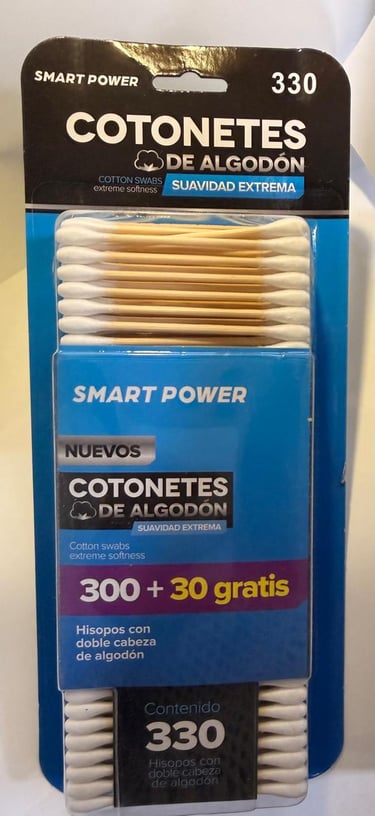 SMART POWER
330
COTONETES
DE ALGODÓN
COTTON SWABS
extreme softness
SUAVIDAD EXTREMA
SMART POWER
NUEVOS
COTONETES
DE ALGODÓN
SUAVIDAD EXTREMA
Cotton swabs
extreme softness
300 + 30 gratis
Hisopos con
doble cabeza
de algodón
Contenido
330
Hisopos con
doble cabeza
de algodón